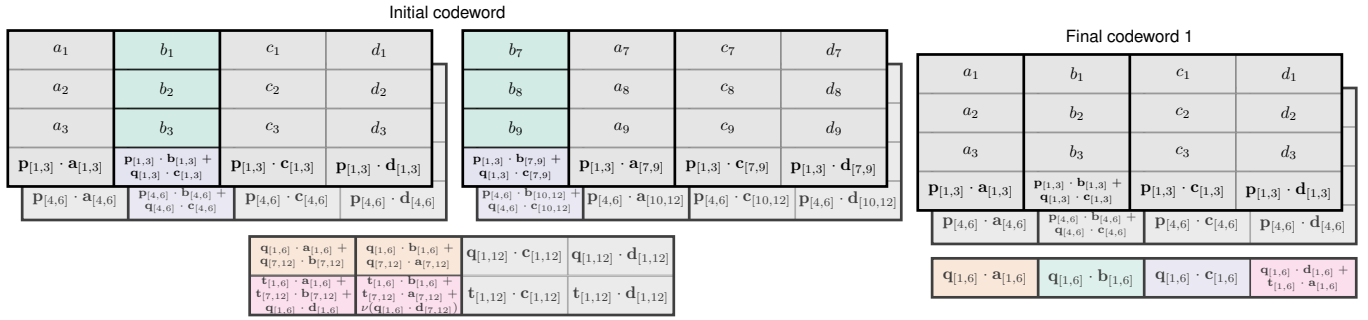 Initial codeword
a₁ b₁ c₁ d₁
a₂ b₂ c₂ d₂
a₃ b₃ c₃ d₃
p[1,3] · a[1,3]
p[1,3] · b[1,3] +
q[1,3] · c[1,3]
p[1,3] · c[1,3]
p[1,3] · d[1,3]
p[4,6] · a[4,6]
p[4,6] · b[4,6] +
q[4,6] · c[4,6]
p[4,6] · c[4,6]
p[4,6] · d[4,6]
b₇ a₇ c₇ d₇
b₈ a₈ c₈ d₈
b₉ a₉ c₉ d₉
p[1,3] · b[7,9] +
q[1,3] · c[7,9]
p[1,3] · a[7,9]
p[1,3] · c[7,9]
p[1,3] · d[7,9]
p[4,6] · b[10,12] +
q[4,6] · c[10,12]
p[4,6] · a[10,12]
p[4,6] · c[10,12]
p[4,6] · d[10,12]
q[1,6] · a[1,6] +
q[7,12] · b[7,12]
q[1,6] · b[1,6] +
q[7,12] · a[7,12]
q[1,12] · c[1,12]
q[1,12] · d[1,12]
t[1,6] · a[1,6] +
t[7,12] · b[7,12] +
q[1,6] · d[1,6]
t[1,6] · b[1,6] +
t[7,12] · a[7,12] +
ν(q[1,6] · d[7,12])
t[1,12] · c[1,12]
t[1,12] · d[1,12]
Final codeword 1
a₁ b₁ c₁ d₁
a₂ b₂ c₂ d₂
a₃ b₃ c₃ d₃
p[1,3] · a[1,3]
p[1,3] · b[1,3] +
q[1,3] · c[1,3]
p[1,3] · c[1,3]
p[1,3] · d[1,3]
p[4,6] · a[4,6]
p[4,6] · b[4,6] +
q[4,6] · c[4,6]
p[4,6] · c[4,6]
p[4,6] · d[4,6]
q[1,6] · a[1,6]
q[1,6] · b[1,6]
q[1,6] · c[1,6]
q[1,6] · d[1,6] +
t[1,6] · a[1,6]